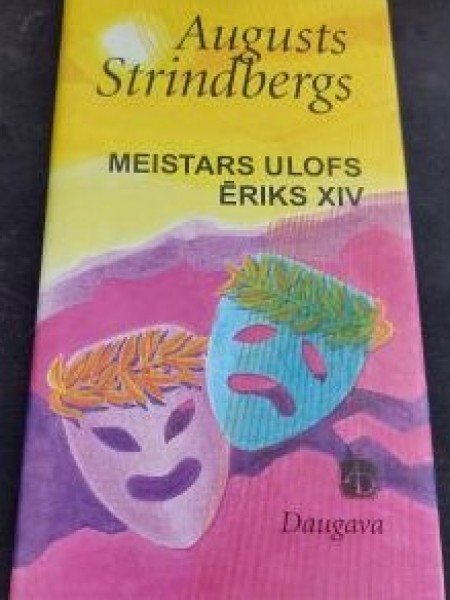 Augusts
Strindbergs
MEISTARS ULOFS
ĒRIKS XIV
Daugava